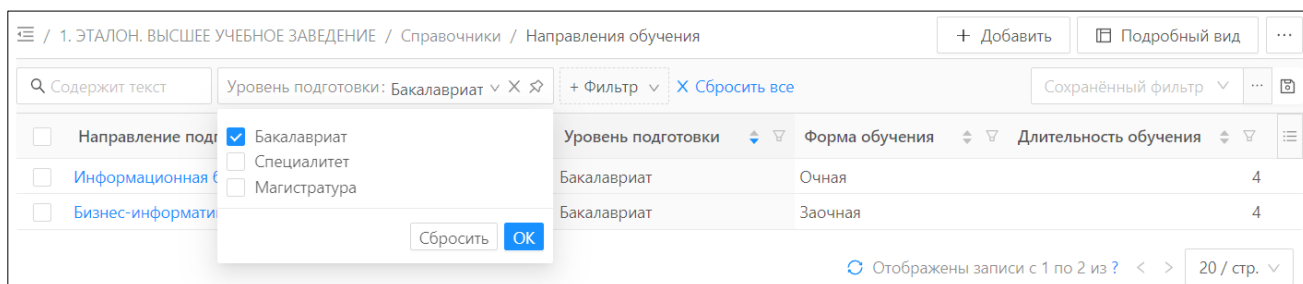 / 1. ЭТАЛОН. ВЫСШЕЕ УЧЕБНОЕ ЗАВЕДЕНИЕ / Справочники / Направления обучения + Добавить Подробный вид ...
Содержит текст Уровень подготовки: Бакалавриат + Фильтр X Сбросить все Сохранённый фильтр ...
Направление под Уровень подготовки Форма обучения Длительность обучения
Бакалавриат
Специалитет
Магистратура
Сбросить OK
Информационная б Бакалавриат Очная 4
Бизнес-информати Бакалавриат Заочная 4
Отображены записи с 1 по 2 из ? < > 20 / стр.